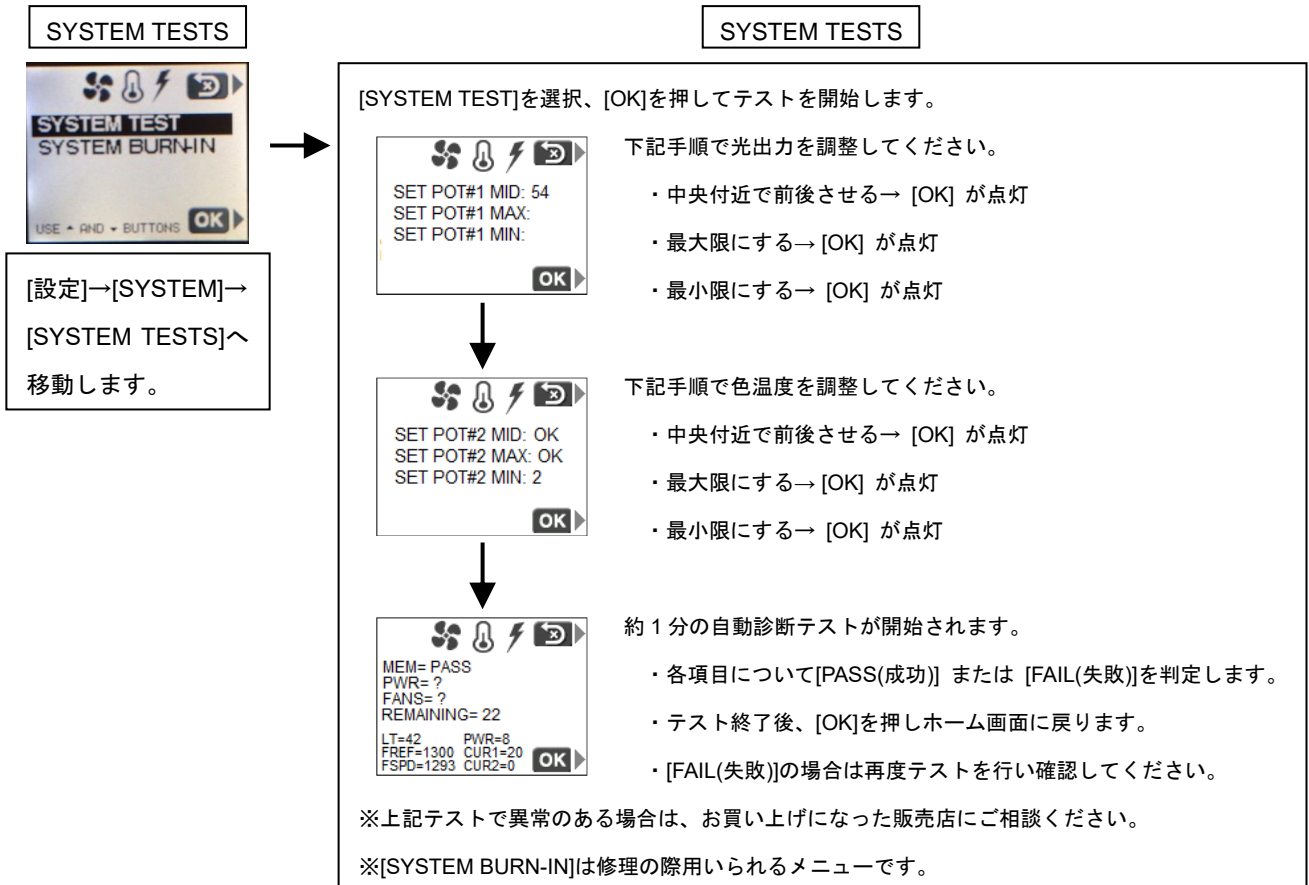 SYSTEM TESTS
SYSTEM TEST
SYSTEM BURN-IN
USE ▲ AND ▼ BUTTONS OK
[設定]→[SYSTEM]→
[SYSTEM TESTS]へ
移動します。
SYSTEM TESTS
[SYSTEM TEST]を選択、[OK]を押してテストを開始します。
SET POT#1 MID: 54
SET POT#1 MAX:
SET POT#1 MIN:
OK
下記手順で光出力を調整してください。
・中央付近で前後させる→ [OK] が点灯
・最大限にする→ [OK] が点灯
・最小限にする→ [OK] が点灯
SET POT#2 MID: OK
SET POT#2 MAX: OK
SET POT#2 MIN: 2
OK
下記手順で色温度を調整してください。
・中央付近で前後させる→ [OK] が点灯
・最大限にする→ [OK] が点灯
・最小限にする→ [OK] が点灯
MEM= PASS
PWR= ?
FANS= ?
REMAINING= 22
LT=42 PWR=8
FREF=1300 CUR1=20
FSPD=1293 CUR2=0
OK
約 1 分の自動診断テストが開始されます。
・各項目について[PASS(成功)] または [FAIL(失敗)]を判定します。
・テスト終了後、[OK]を押しホーム画面に戻ります。
・[FAIL(失敗)]の場合は再度テストを行い確認してください。
※上記テストで異常のある場合は、お買い上げになった販売店にご相談ください。
※[SYSTEM BURN-IN]は修理の際用いられるメニューです。